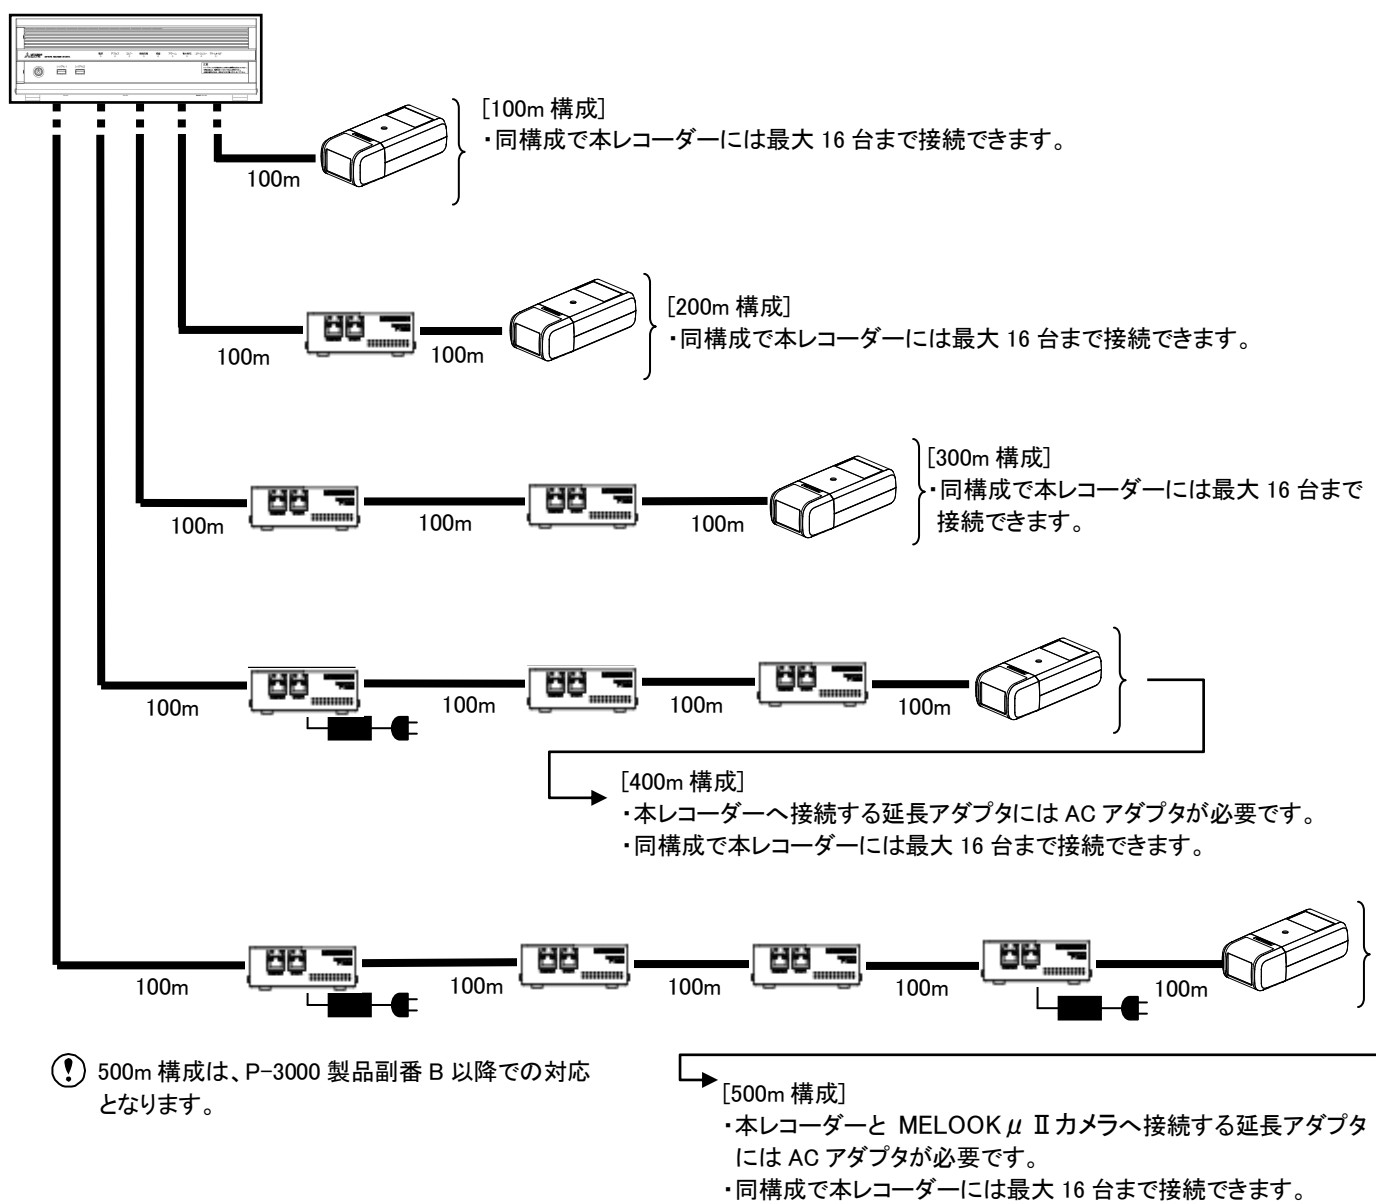 [100m 構成]
・同構成で本レコーダーには最大 16 台まで接続できます。
100m
[200m 構成]
・同構成で本レコーダーには最大 16 台まで接続できます。
100m 100m
[300m 構成]
・同構成で本レコーダーには最大 16 台まで
接続できます。
100m 100m 100m
100m 100m 100m 100m
[400m 構成]
・本レコーダーへ接続する延長アダプタには AC アダプタが必要です。
・同構成で本レコーダーには最大 16 台まで接続できます。
100m 100m 100m 100m 100m
500m 構成は、P-3000 製品副番 B 以降での対応
となります。
[500m 構成]
・本レコーダーと MELOOK μ Ⅱ カメラへ接続する延長アダプタ
には AC アダプタが必要です。
・同構成で本レコーダーには最大 16 台まで接続できます。